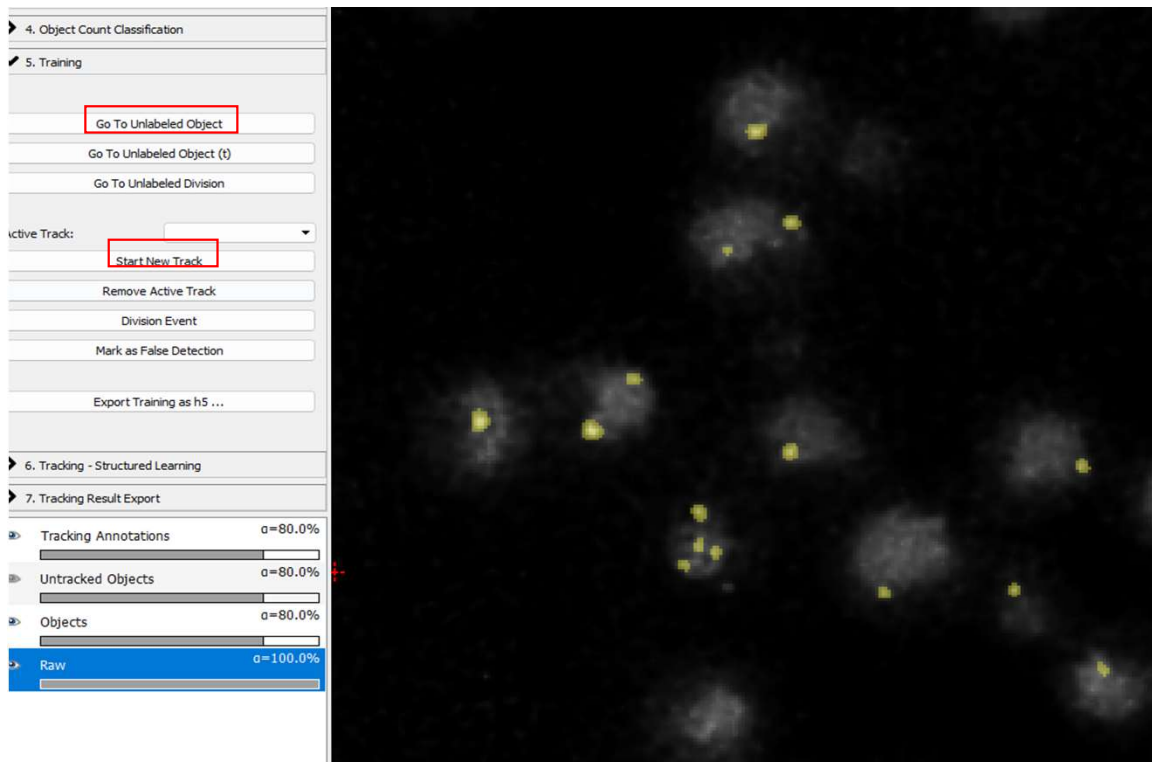 4. Object Count Classification
5. Training
Go To Unlabeled Object
Go To Unlabeled Object (t)
Go To Unlabeled Division
ctive Track:
Start New Track
Remove Active Track
Division Event
Mark as False Detection
Export Training as h5 ...
6. Tracking - Structured Learning
7. Tracking Result Export
Tracking Annotations α=80.0%
Untracked Objects α=80.0%
Objects α=80.0%
Raw α=100.0%